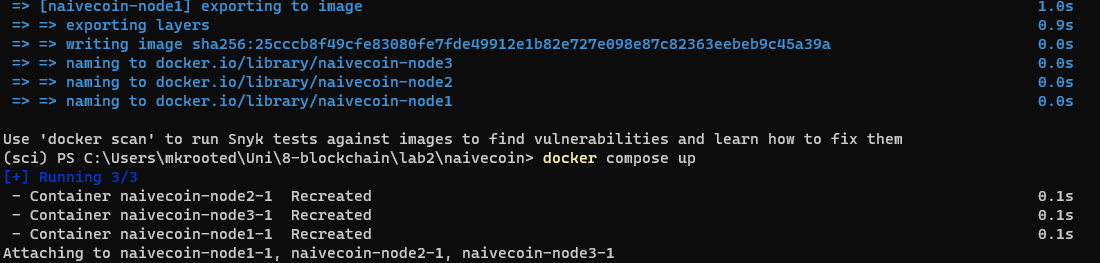 => [naivecoin-node1] exporting to image 1.0s
=> => exporting layers 0.9s
=> => writing image sha256:25cccb8f49cfe83080fe7fde49912e1b82e727e098e87c82363eebeb9c45a39a 0.0s
=> => naming to docker.io/library/naivecoin-node3 0.0s
=> => naming to docker.io/library/naivecoin-node2 0.0s
=> => naming to docker.io/library/naivecoin-node1 0.0s
Use 'docker scan' to run Snyk tests against images to find vulnerabilities and learn how to fix them
(sci) PS C:\Users\mkrooted\Uni\8-blockchain\lab2\naivecoin> docker compose up
[+] Running 3/3
- Container naivecoin-node2-1 Recreated 0.1s
- Container naivecoin-node3-1 Recreated 0.1s
- Container naivecoin-node1-1 Recreated 0.1s
Attaching to naivecoin-node1-1, naivecoin-node2-1, naivecoin-node3-1